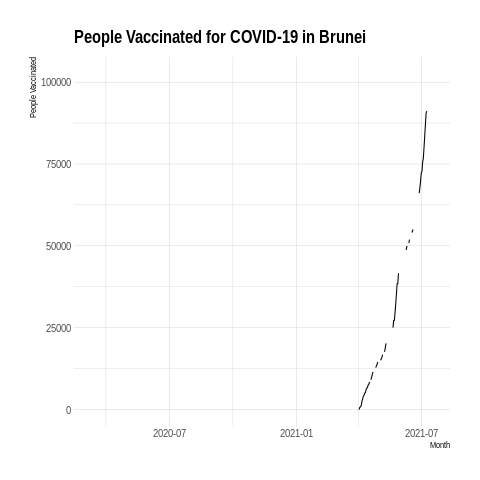 People Vaccinated for COVID-19 in Brunei
People Vaccinated
100000
75000
50000
25000
0
2020-07
2021-01
2021-07
Month